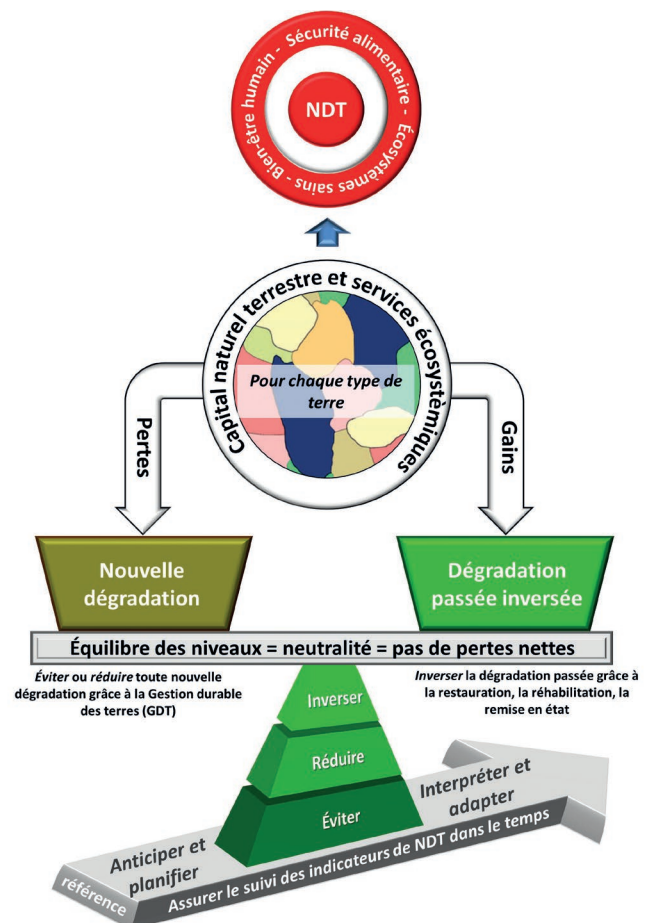 Bien-être humain - Sécurité alimentaire - Écosystèmes sains -
NDT
Capital naturel terrestre et services écosystèmiques
Pour chaque type de
terre
Pertes
Gains
Nouvelle
dégradation
Dégradation
passée inversée
Équilibre des niveaux = neutralité = pas de pertes nettes
Éviter ou réduire toute nouvelle
dégradation grâce à la Gestion durable
des terres (GDT)
Inverser la dégradation passée grâce à
la restauration, la réhabilitation, la
remise en état
Inverser
Réduire
Éviter
Anticiper et
planifier
Interpréter et
adapter
référence
Assurer le suivi des indicateurs de NDT dans le temps